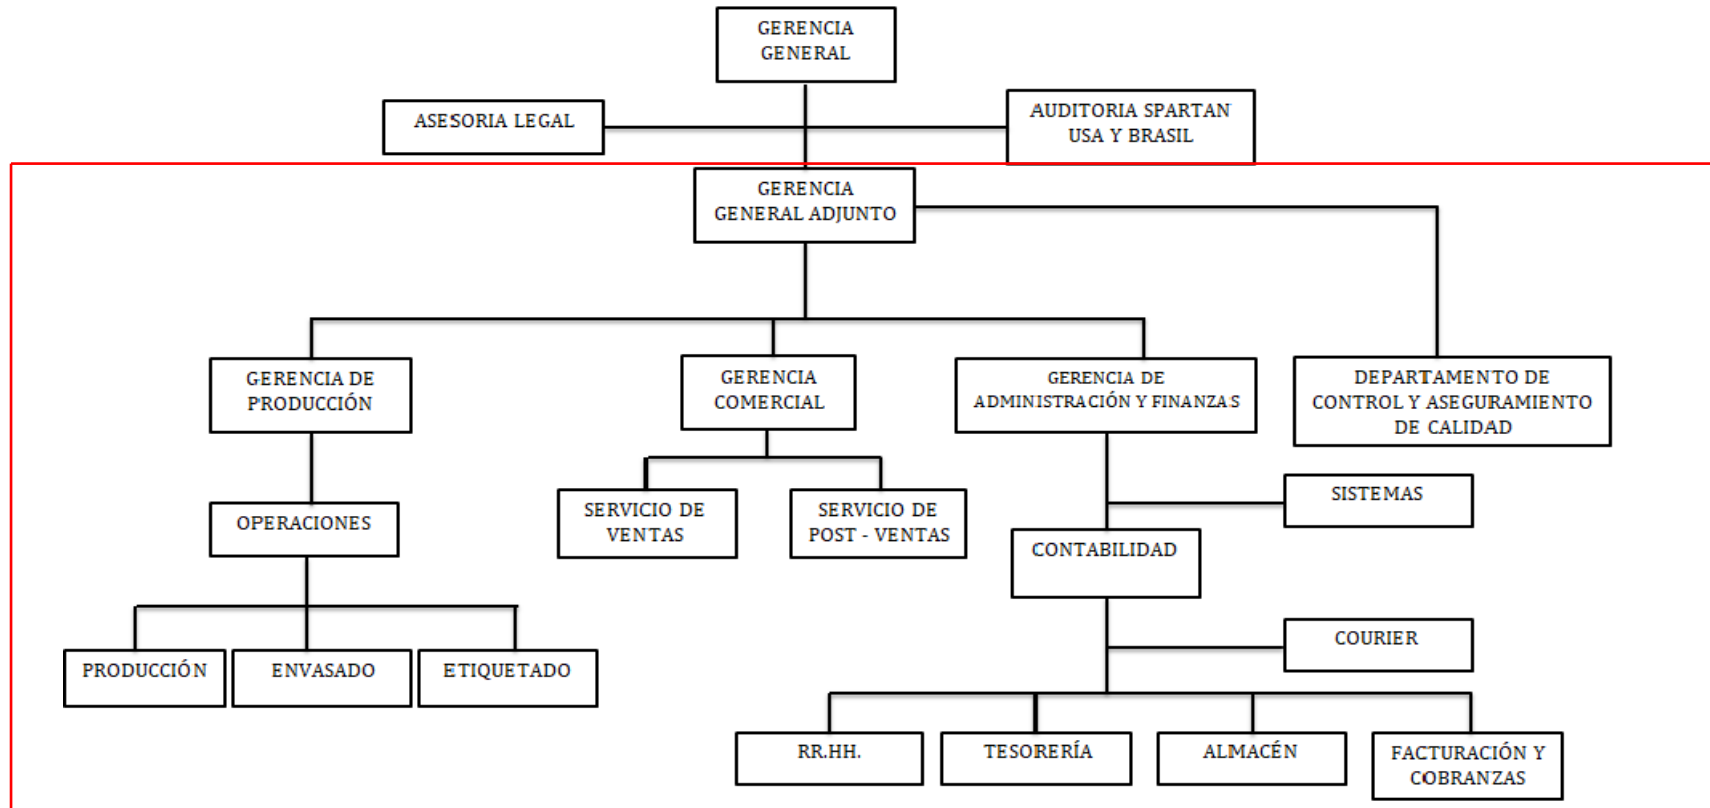 GERENCIA
GENERAL
ASESORIA LEGAL
AUDITORIA SPARTAN
USA Y BRASIL
GERENCIA
GENERAL ADJUNTO
GERENCIA DE
PRODUCCIÓN
GERENCIA
COMERCIAL
GERENCIA DE
ADMINISTRACIÓN Y FINANZAS
DEPARTAMENTO DE
CONTROL Y ASEGURAMIENTO
DE CALIDAD
OPERACIONES
SERVICIO DE
VENTAS
SERVICIO DE
POST - VENTAS
SISTEMAS
CONTABILIDAD
COURIER
PRODUCCIÓN
ENVASADO
ETIQUETADO
RR.HH.
TESORERÍA
ALMACÉN
FACTURACIÓN Y
COBRANZAS